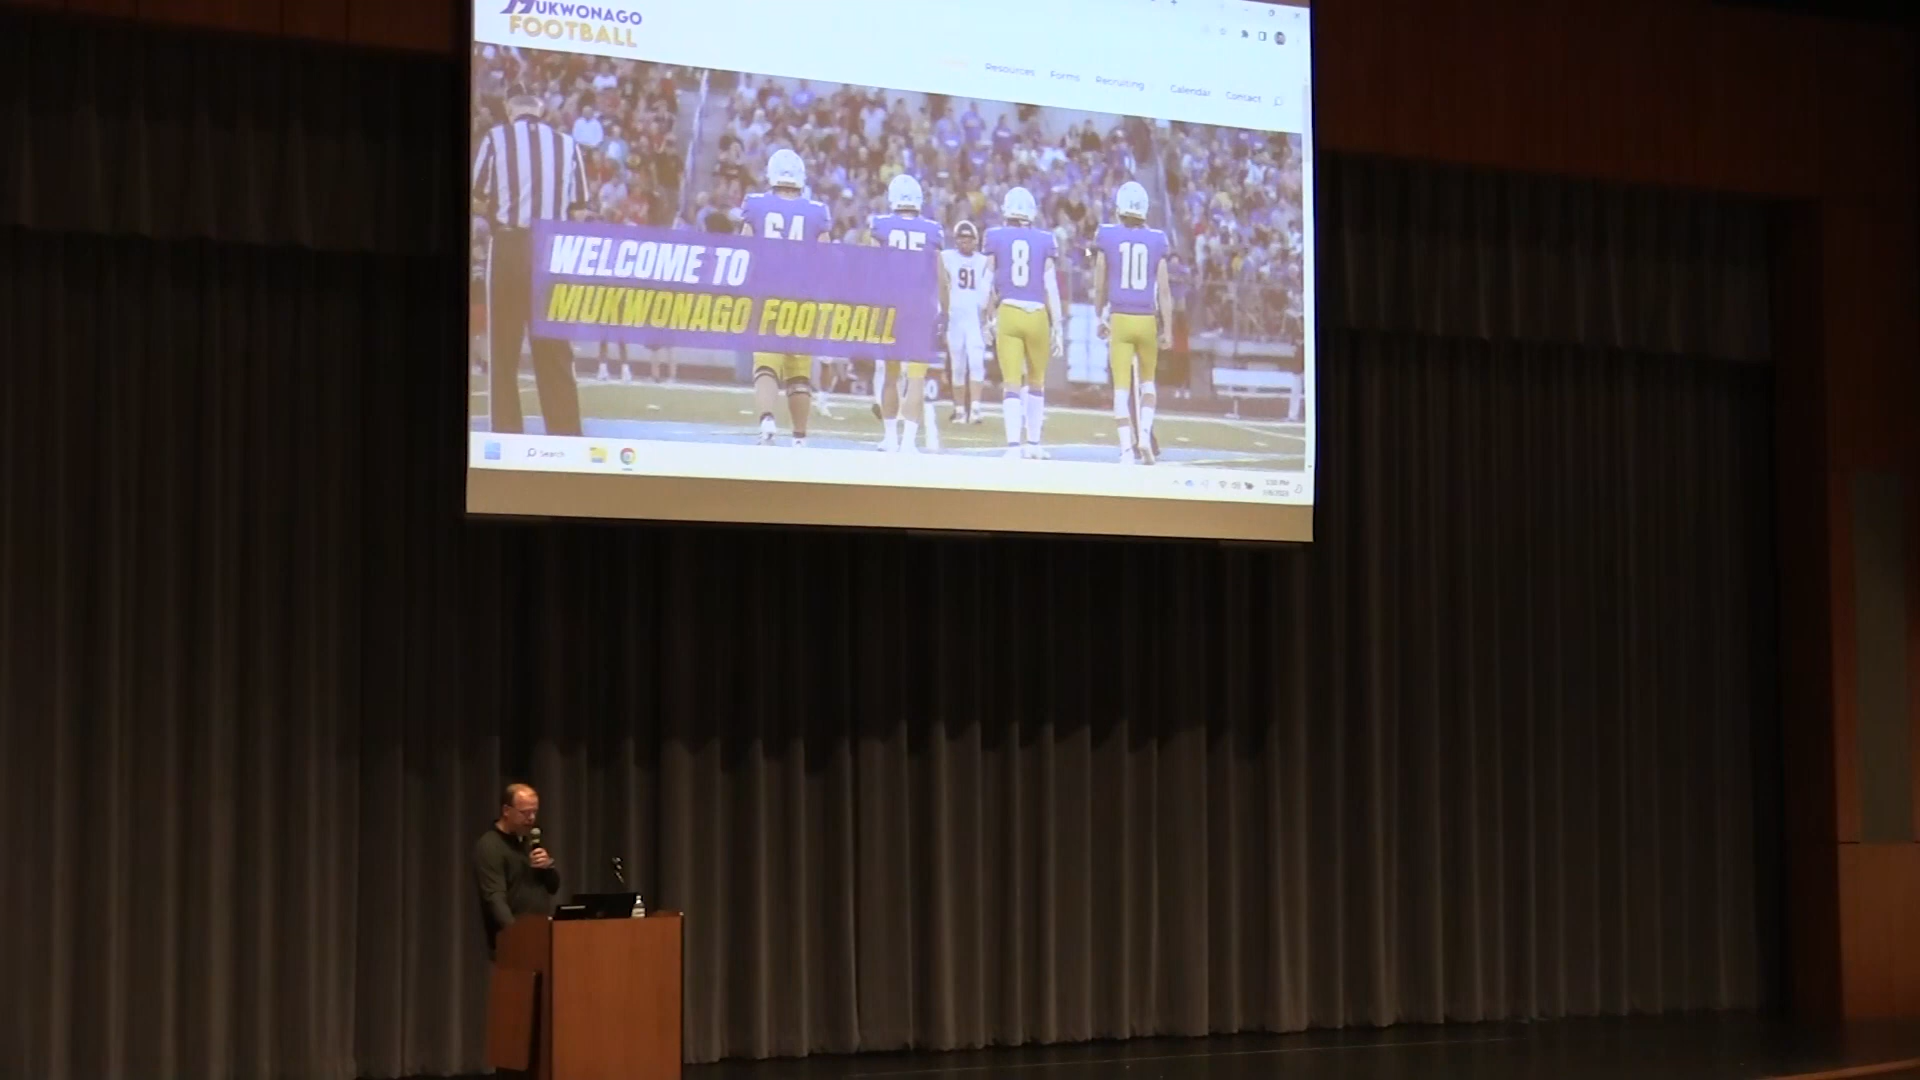 MUKWONAGO
FOOTBALL
Resources Forms Recruiting Calendar Contact
64
8
10
91
WELCOME TO
MUKWONAGO FOOTBALL
Search